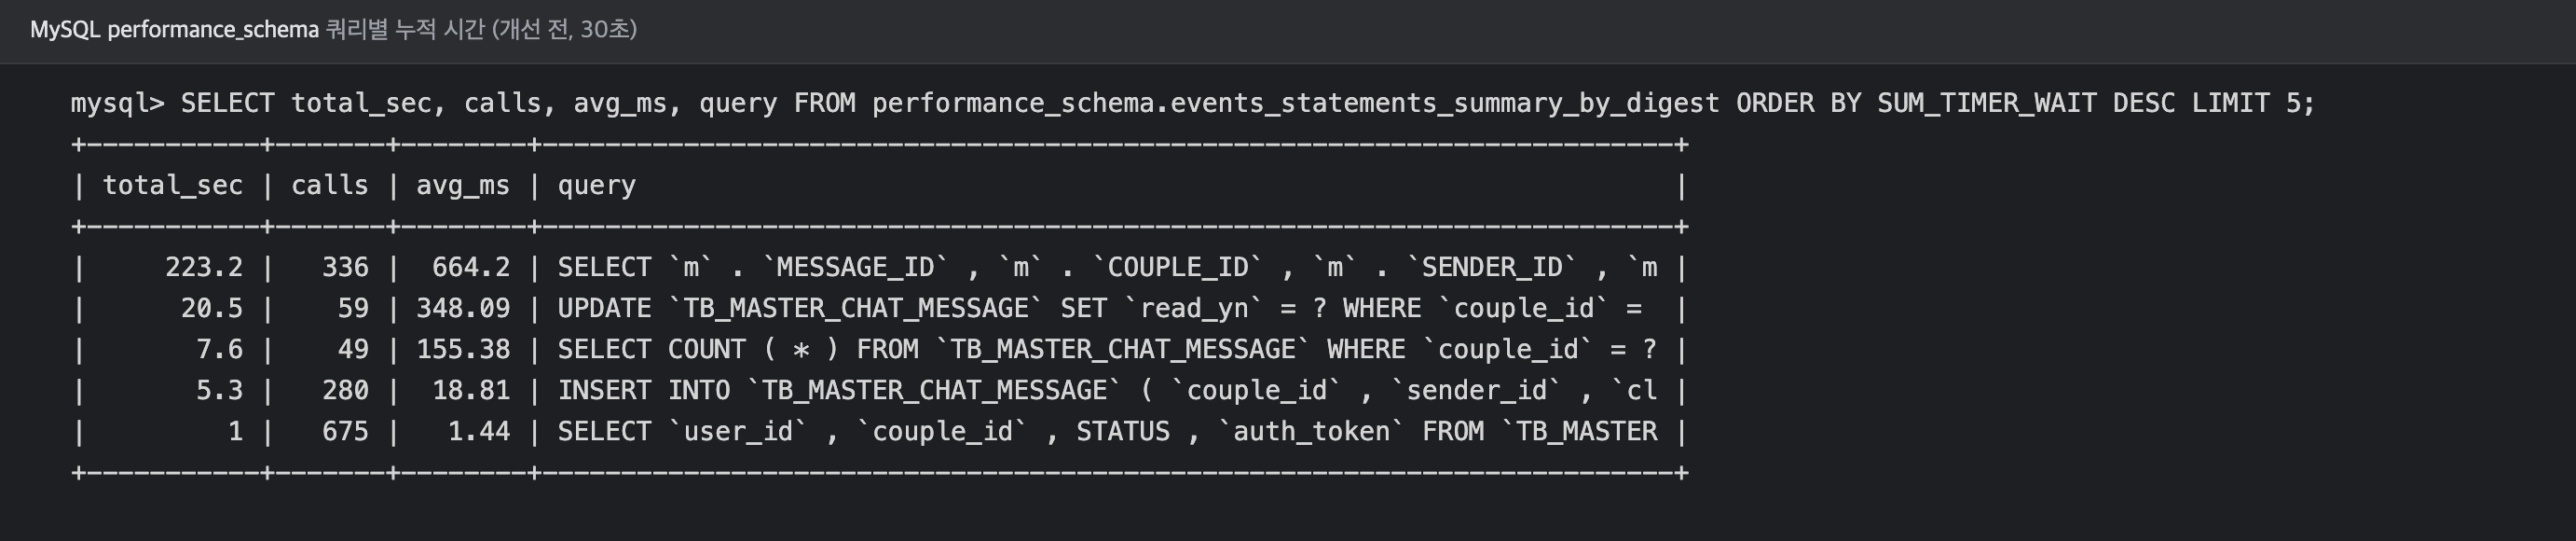 MySQL performance_schema 쿼리별 누적 시간 (개선 전, 30초)
mysql> SELECT total_sec, calls, avg_ms, query FROM performance_schema.events_statements_summary_by_digest ORDER BY SUM_TIMER_WAIT DESC LIMIT 5;
+-----------+-------+--------+------------------------------------------------------------------------+
| total_sec | calls | avg_ms | query                                                                  |
+-----------+-------+--------+------------------------------------------------------------------------+
|     223.2 |   336 |  664.2 | SELECT `m` . `MESSAGE_ID` , `m` . `COUPLE_ID` , `m` . `SENDER_ID` , `m |
|      20.5 |    59 | 348.09 | UPDATE `TB_MASTER_CHAT_MESSAGE` SET `read_yn` = ? WHERE `couple_id` =  |
|       7.6 |    49 | 155.38 | SELECT COUNT ( * ) FROM `TB_MASTER_CHAT_MESSAGE` WHERE `couple_id` = ? |
|       5.3 |   280 |  18.81 | INSERT INTO `TB_MASTER_CHAT_MESSAGE` ( `couple_id` , `sender_id` , `cl |
|         1 |   675 |   1.44 | SELECT `user_id` , `couple_id` , STATUS , `auth_token` FROM `TB_MASTER |
+-----------+-------+--------+------------------------------------------------------------------------+